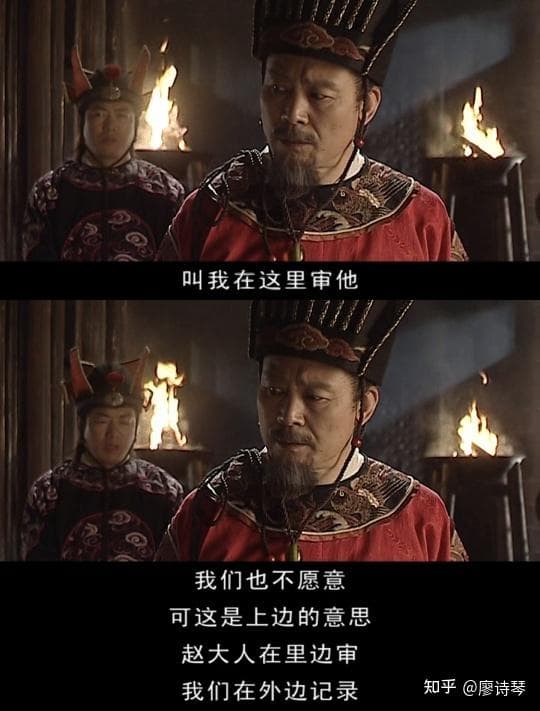 叫我在这里审他
我们也不愿意
可这是上边的意思
赵大人在里边审
我们在外边记录
知乎 @廖诗琴